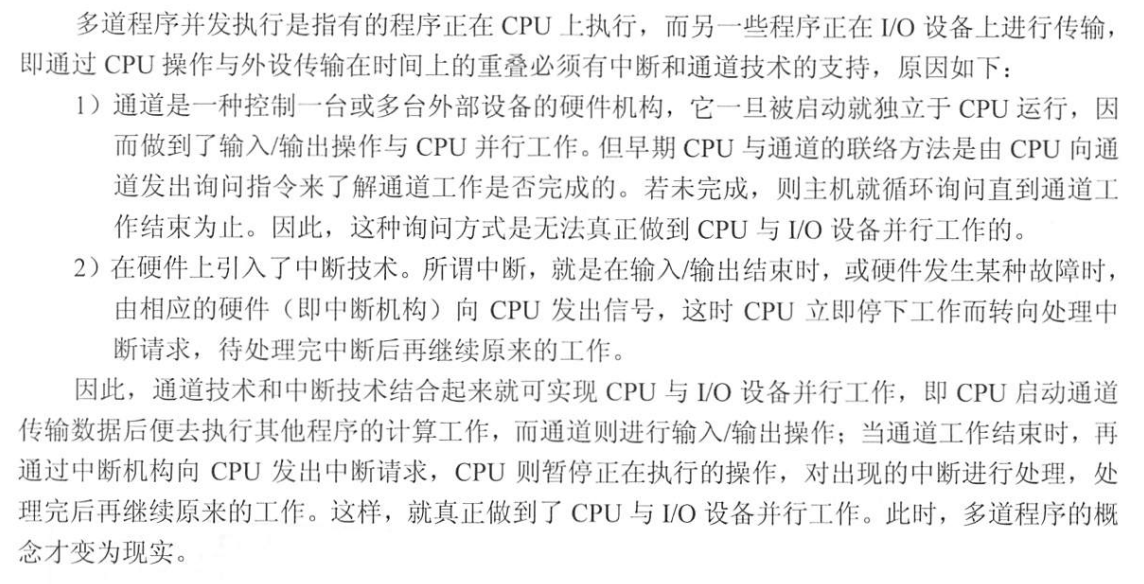 多道程序并发执行是指有的程序正在 CPU 上执行，而另一些程序正在 I/O 设备上进行传输，
即通过 CPU 操作与外设传输在时间上的重叠必须有中断和通道技术的支持，原因如下：
1）通道是一种控制一台或多台外部设备的硬件机构，它一旦被启动就独立于 CPU 运行，因
而做到了输入/输出操作与 CPU 并行工作。但早期 CPU 与通道的联络方法是由 CPU 向通
道发出询问指令来了解通道工作是否完成的。若未完成，则主机就循环询问直到通道工
作结束为止。因此，这种询问方式是无法真正做到 CPU 与 I/O 设备并行工作的。
2）在硬件上引入了中断技术。所谓中断，就是在输入/输出结束时，或硬件发生某种故障时，
由相应的硬件（即中断机构）向 CPU 发出信号，这时 CPU 立即停下工作而转向处理中
断请求，待处理完中断后再继续原来的工作。
因此，通道技术和中断技术结合起来就可实现 CPU 与 I/O 设备并行工作，即 CPU 启动通道
传输数据后便去执行其他程序的计算工作，而通道则进行输入/输出操作；当通道工作结束时，再
通过中断机构向 CPU 发出中断请求，CPU 则暂停正在执行的操作，对出现的中断进行处理，处
理完后再继续原来的工作。这样，就真正做到了 CPU 与 I/O 设备并行工作。此时，多道程序的概
念才变为现实。